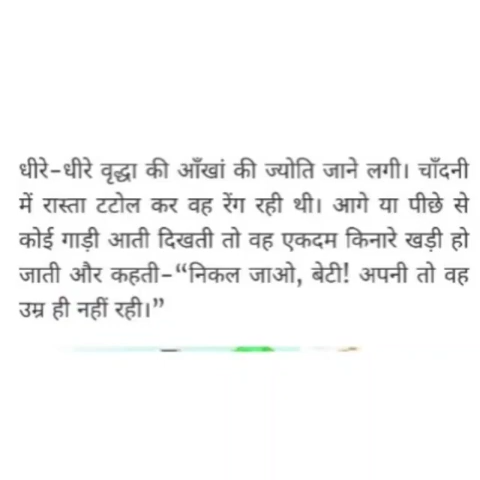 धीरे-धीरे वृद्धा की आँखां की ज्योति जाने लगी। चाँदनी
में रास्ता टटोल कर वह रेंग रही थी। आगे या पीछे से
कोई गाड़ी आती दिखती तो वह एकदम किनारे खड़ी हो
जाती और कहती-“निकल जाओ, बेटी! अपनी तो वह
उम्र ही नहीं रही।”